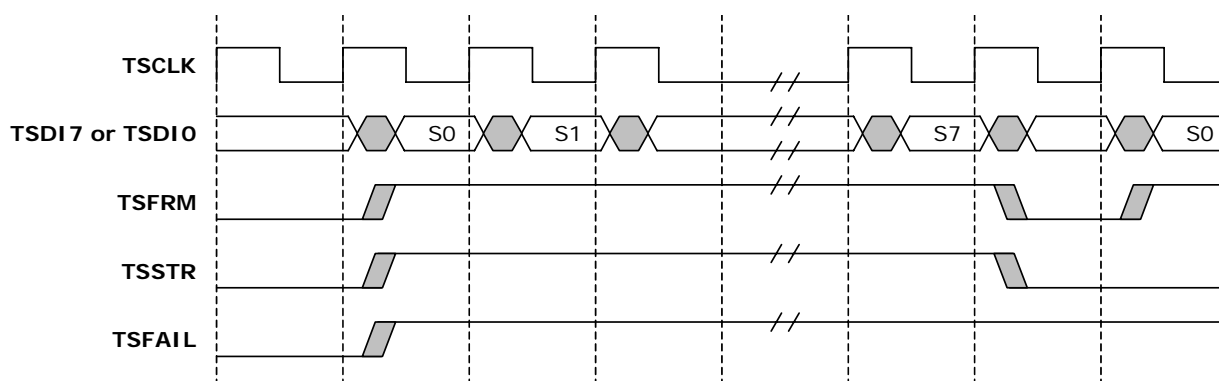 TSCLK
TSDI7 or TSDI0
S0
S1
S7
S0
TSFRM
TSSTR
TSFAIL